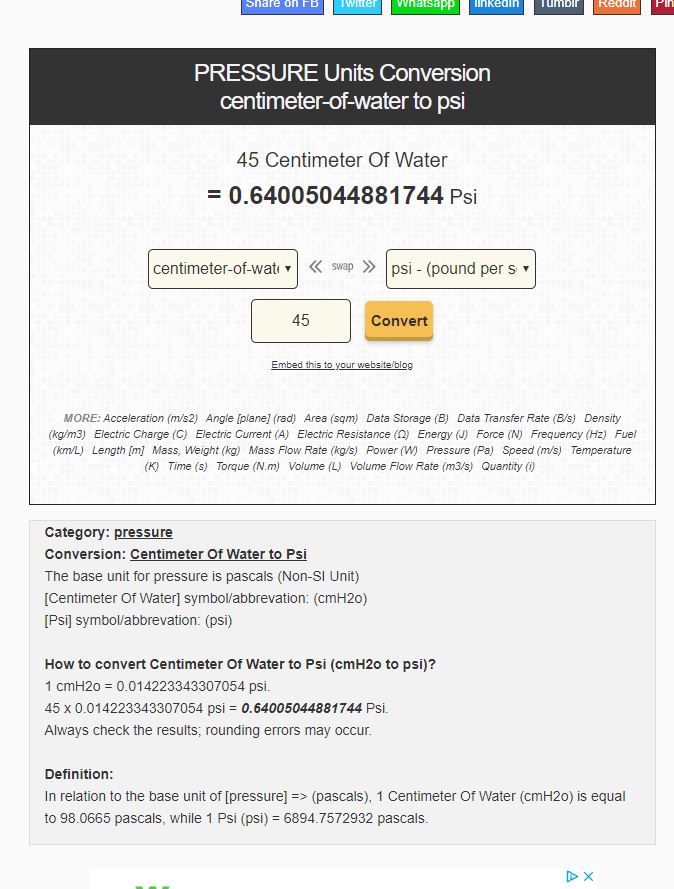 Share on FB Twitter Whatsapp linkedin Tumblr Reddit
PRESSURE Units Conversion
centimeter-of-water to psi
45 Centimeter Of Water
= 0.64005044881744 Psi
centimeter-of-wate swap psi - (pound per s
45 Convert
Embed this to your website/blog
MORE: Acceleration (m/s2) Angle [plane] (rad) Area (sqm) Data Storage (B) Data Transfer Rate (B/s) Density
(kg/m3) Electric Charge (C) Electric Current (A) Electric Resistance (Ω) Energy (J) Force (N) Frequency (Hz) Fuel
(km/L) Length [m] Mass, Weight (kg) Mass Flow Rate (kg/s) Power (W) Pressure (Pa) Speed (m/s) Temperature
(K) Time (s) Torque (N.m) Volume (L) Volume Flow Rate (m3/s) Quantity (i)
Category: pressure
Conversion: Centimeter Of Water to Psi
The base unit for pressure is pascals (Non-SI Unit)
[Centimeter Of Water] symbol/abbrevation: (cmH2o)
[Psi] symbol/abbrevation: (psi)
How to convert Centimeter Of Water to Psi (cmH2o to psi)?
1 cmH2o = 0.014223343307054 psi.
45 x 0.014223343307054 psi = 0.64005044881744 Psi.
Always check the results; rounding errors may occur.
Definition:
In relation to the base unit of [pressure] => (pascals), 1 Centimeter Of Water (cmH2o) is equal
to 98.0665 pascals, while 1 Psi (psi) = 6894.7572932 pascals.